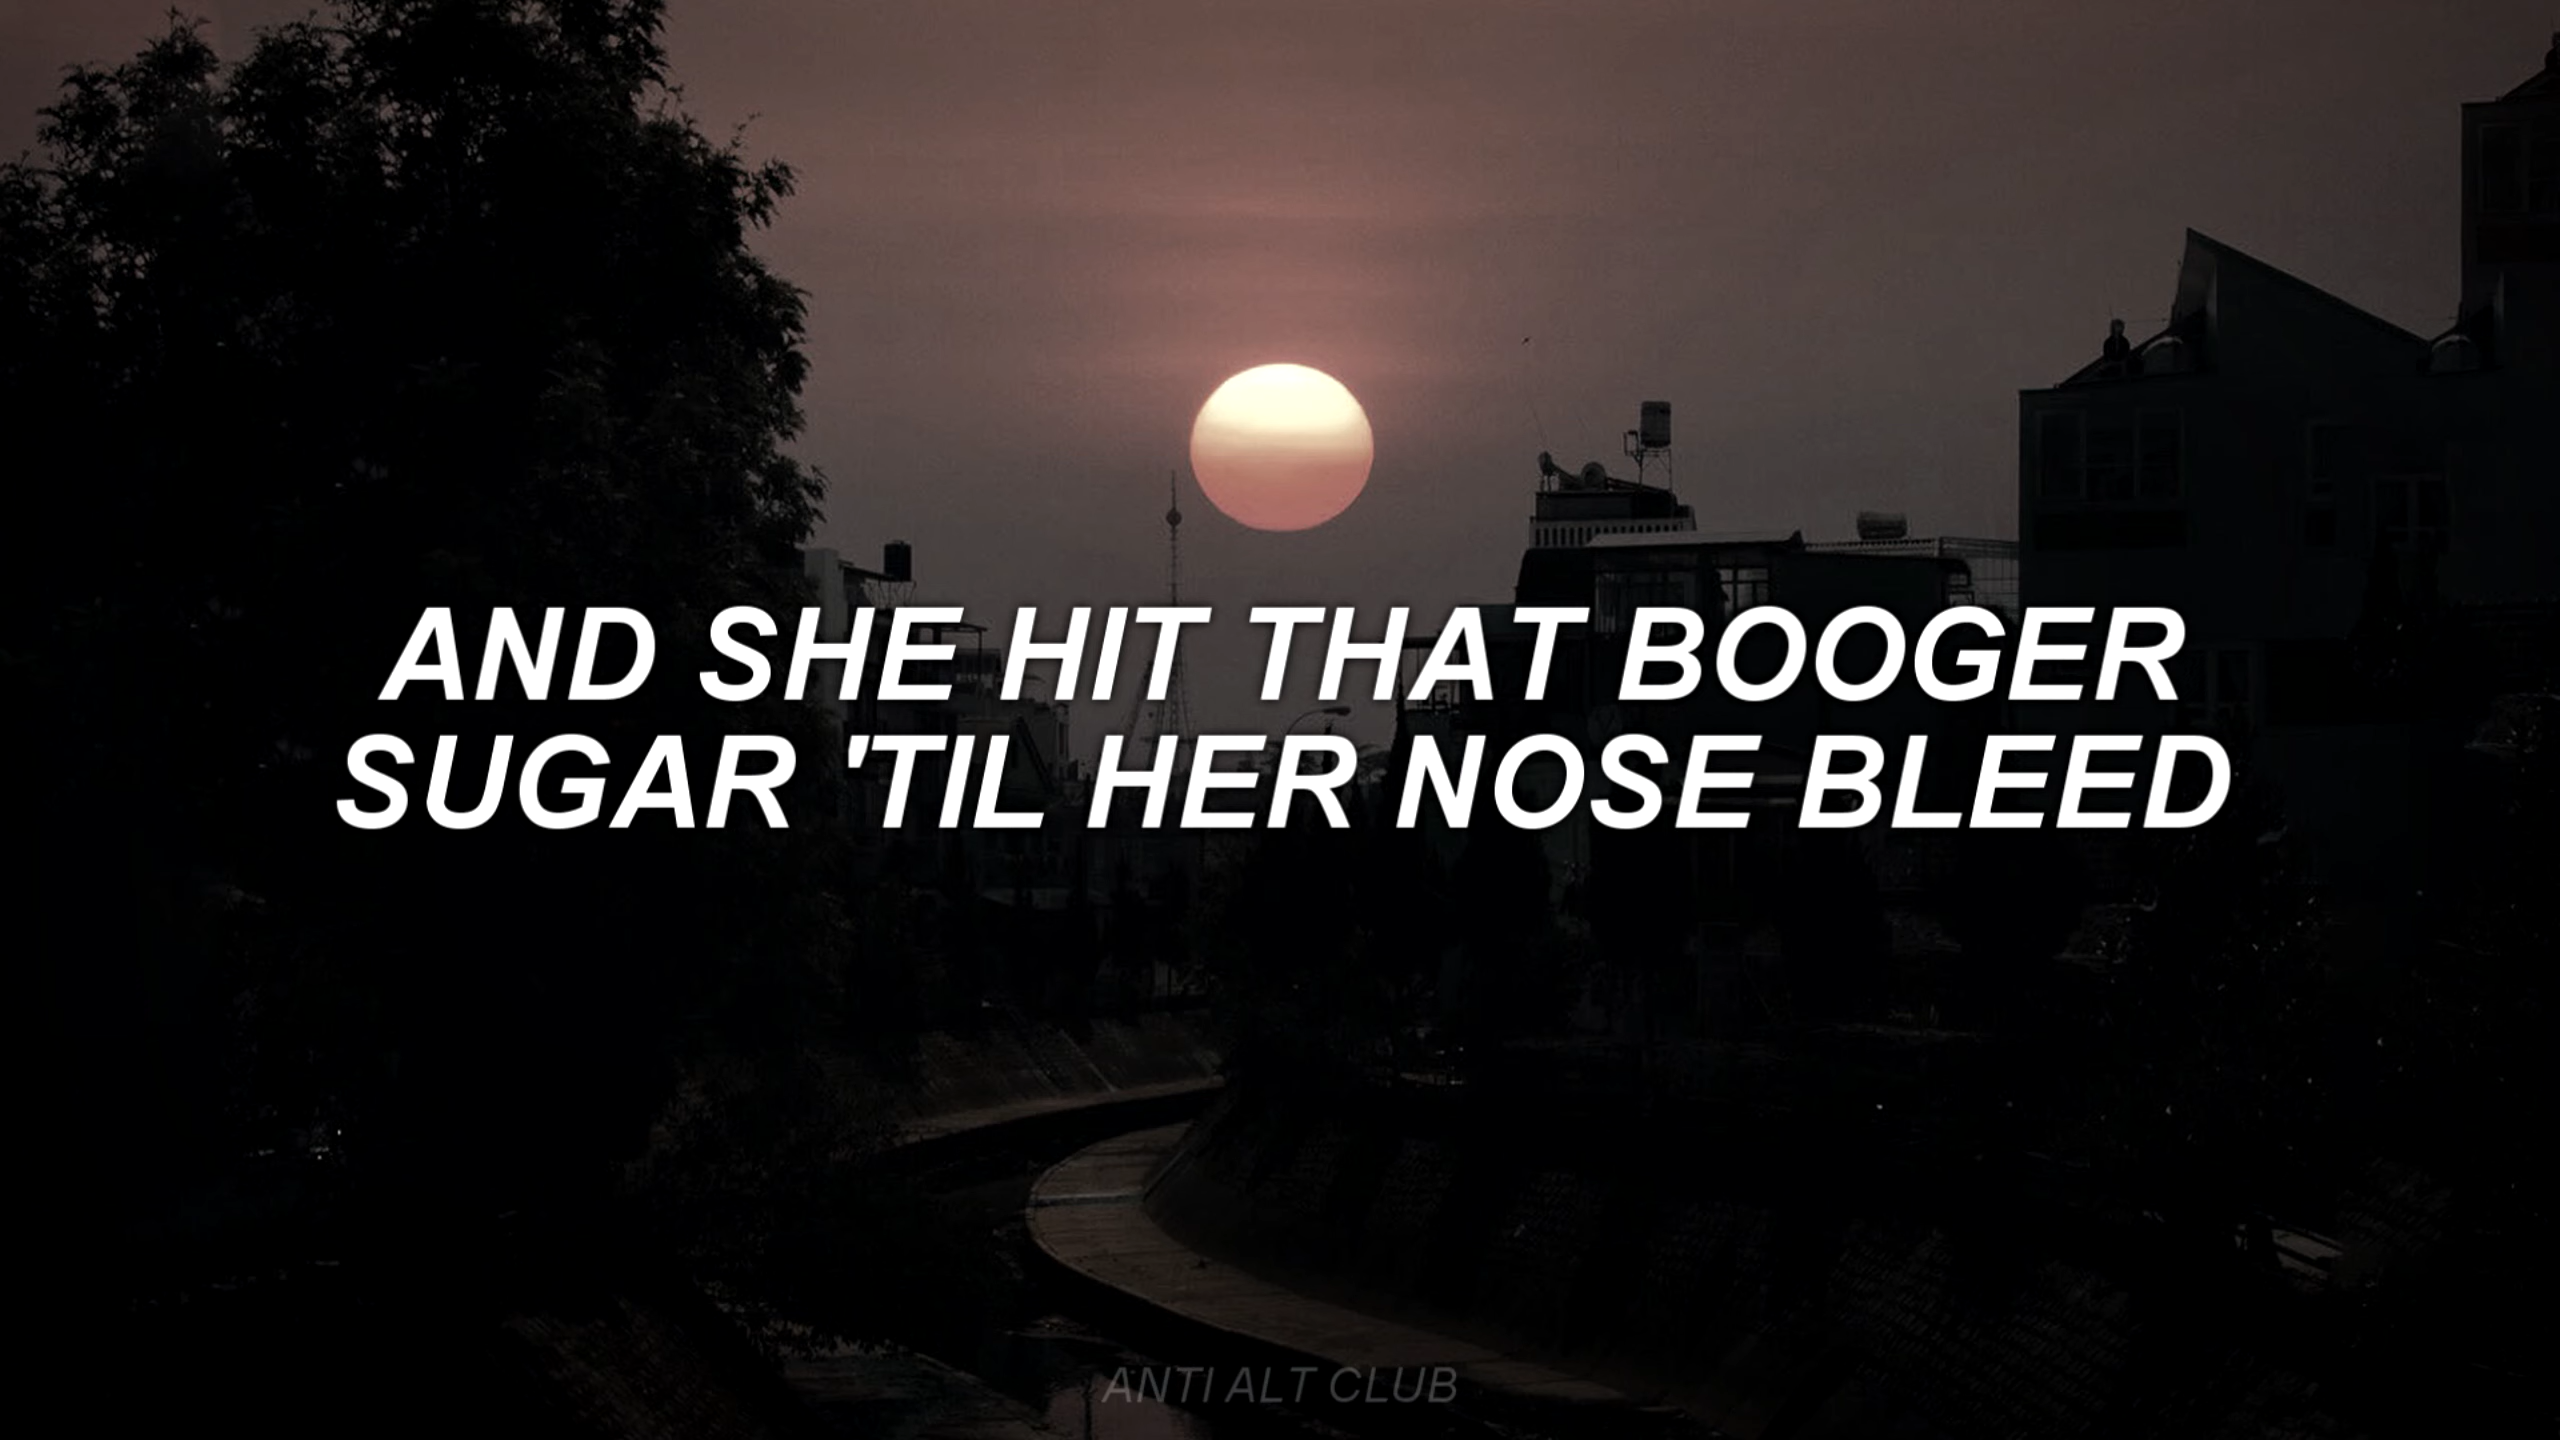 AND SHE HIT THAT BOOGER
SUGAR 'TIL HER NOSE BLEED
ANTI ALT CLUB